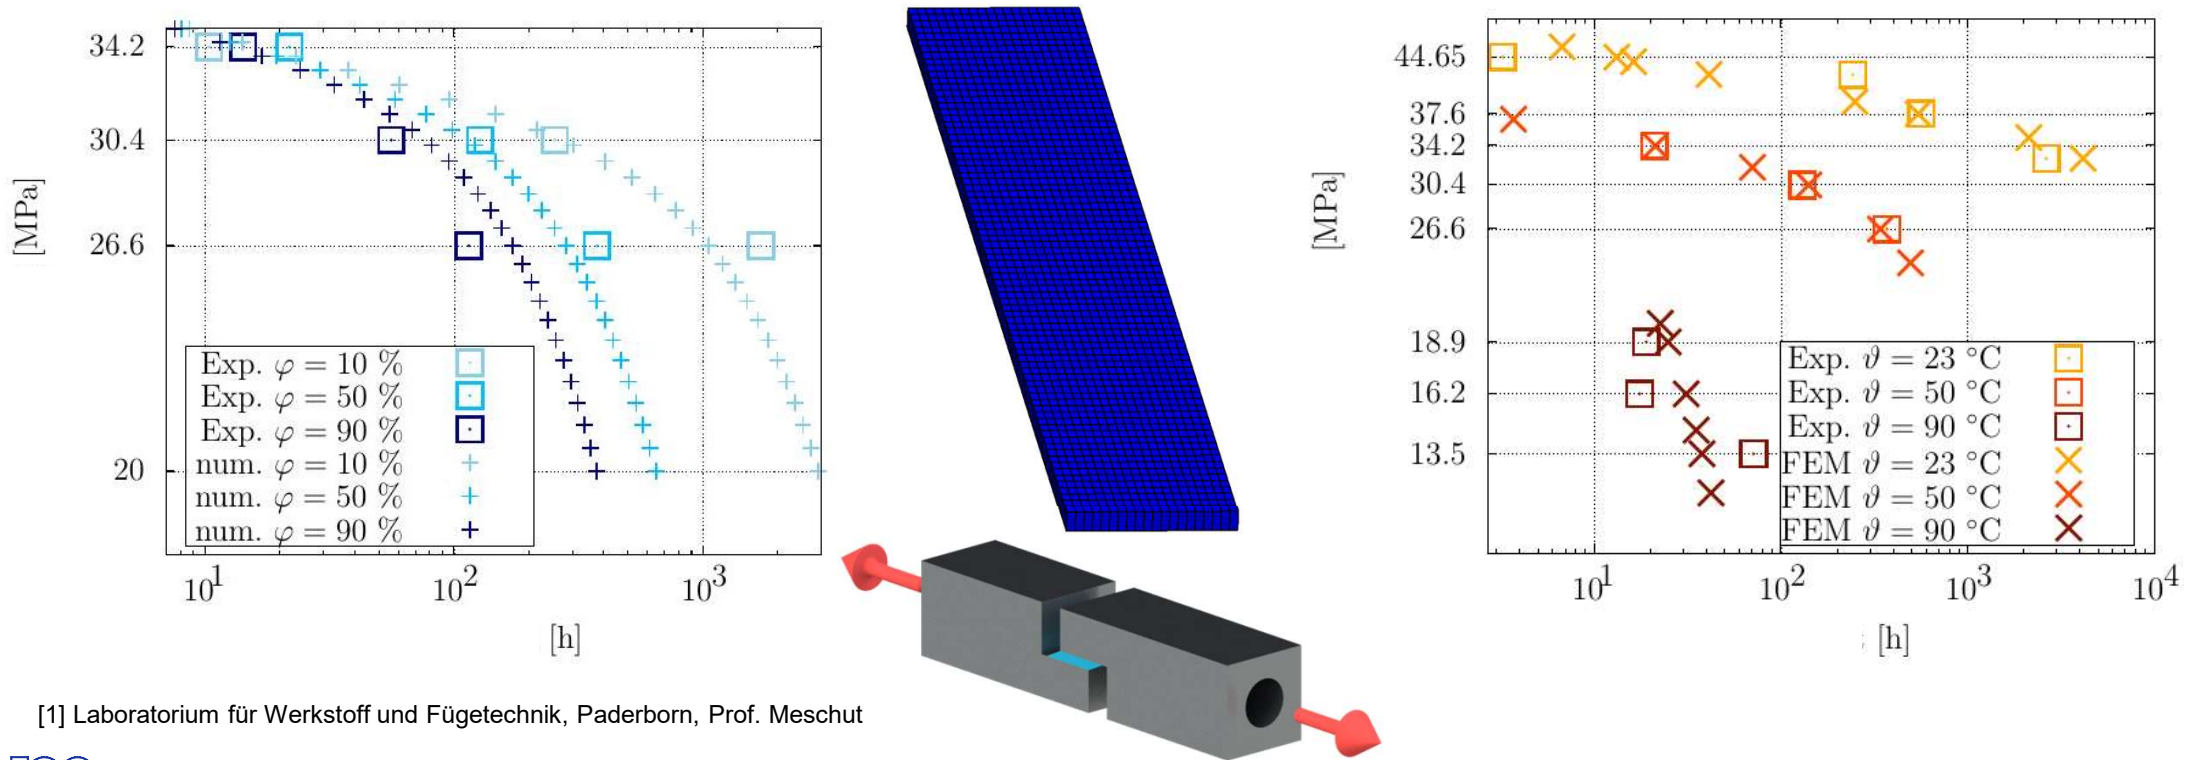 [MPa]
34.2
30.4
26.6
20
Exp. φ = 10 %
Exp. φ = 50 %
Exp. φ = 90 %
num. φ = 10 %
num. φ = 50 %
num. φ = 90 %
10¹ 10² 10³
[h]
[MPa]
44.65
37.6
34.2
30.4
26.6
18.9
16.2
13.5
Exp. ϑ = 23 °C
Exp. ϑ = 50 °C
Exp. ϑ = 90 °C
FEM ϑ = 23 °C
FEM ϑ = 50 °C
FEM ϑ = 90 °C
10¹ 10² 10³ 10⁴
[h]
[1] Laboratorium für Werkstoff und Fügetechnik, Paderborn, Prof. Meschut